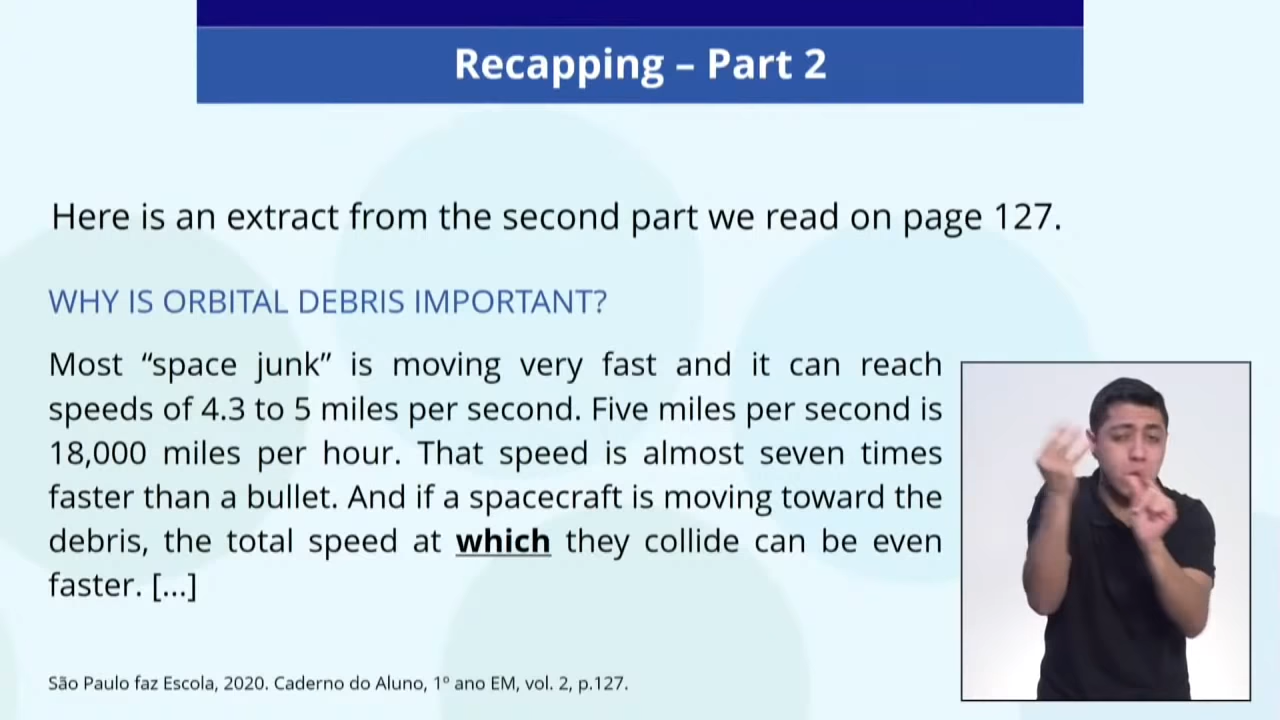 Recapping – Part 2
Here is an extract from the second part we read on page 127.
WHY IS ORBITAL DEBRIS IMPORTANT?
Most “space junk” is moving very fast and it can reach
speeds of 4.3 to 5 miles per second. Five miles per second is
18,000 miles per hour. That speed is almost seven times
faster than a bullet. And if a spacecraft is moving toward the
debris, the total speed at which they collide can be even
faster. [...]
São Paulo faz Escola, 2020. Caderno do Aluno, 1º ano EM, vol. 2, p.127.